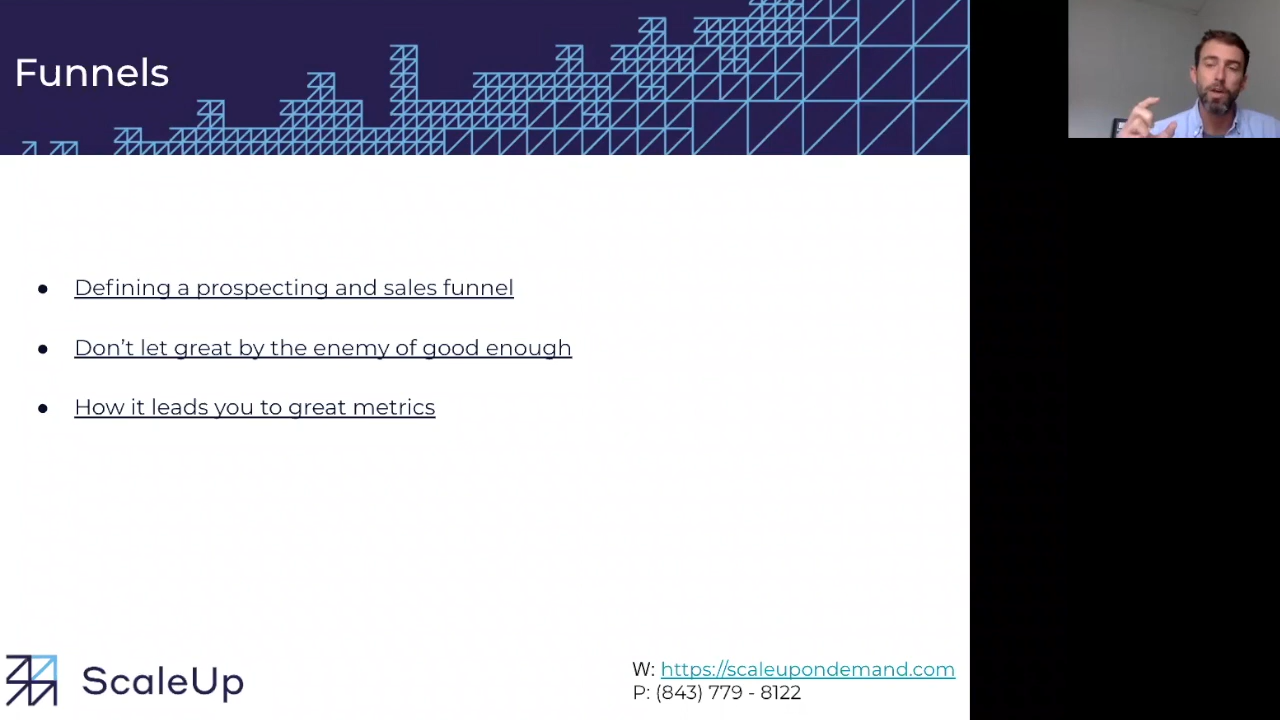 Funnels
● Defining a prospecting and sales funnel
● Don’t let great by the enemy of good enough
● How it leads you to great metrics
ScaleUp
W: https://scaleupondemand.com
P: (843) 779 - 8122